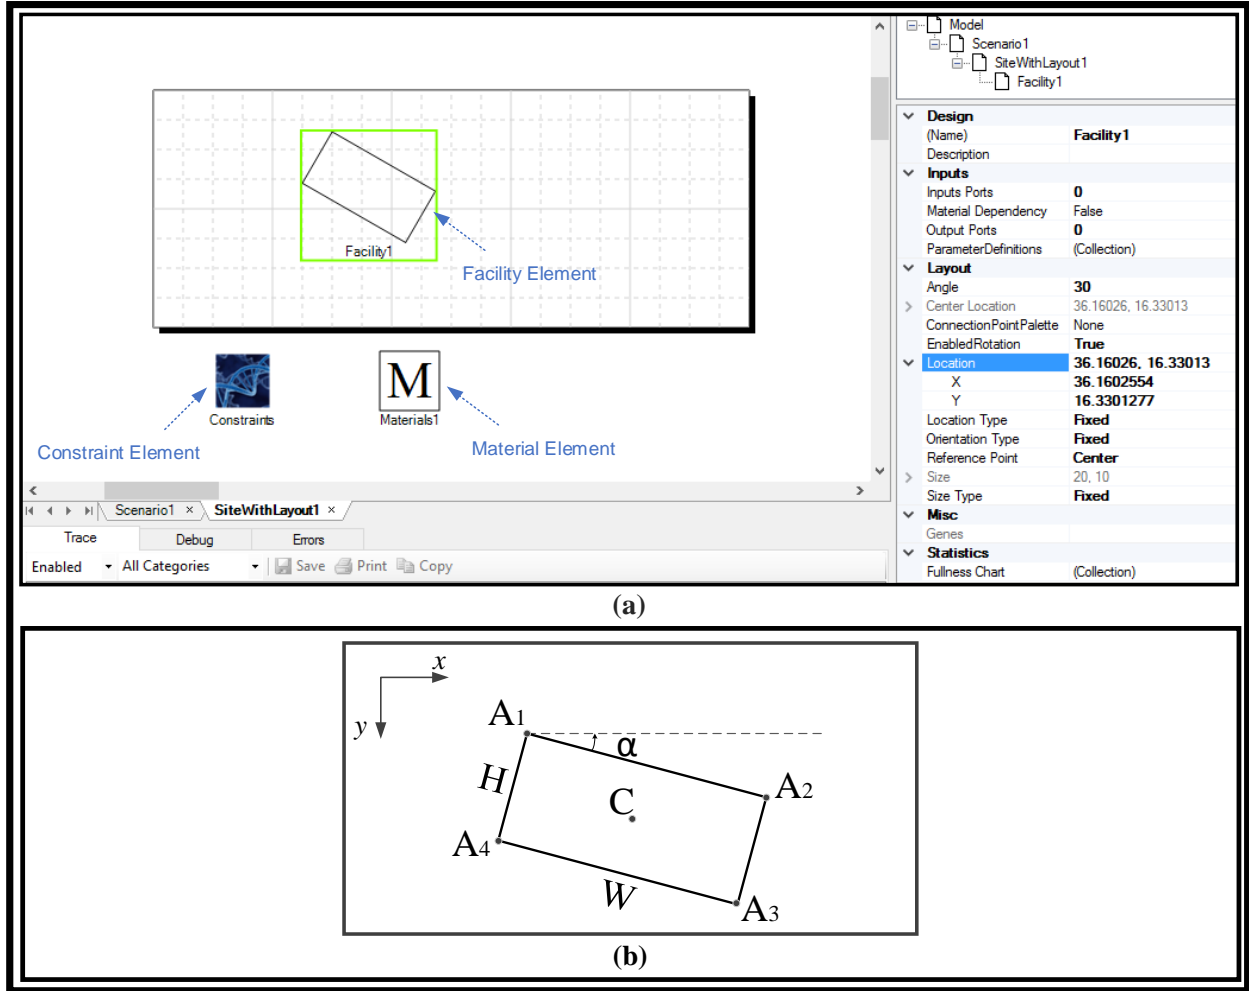 Model
Scenario1
SiteWithLayout1
Facility1
Facility1
Facility Element
M
Constraints
Materials1
Constraint Element
Material Element
Scenario1 ×
SiteWithLayout1 ×
Trace
Debug
Errors
Enabled
All Categories
Save
Print
Copy
Design
(Name) Facility1
Description
Inputs
Inputs Ports 0
Material Dependency False
Output Ports 0
ParameterDefinitions (Collection)
Layout
Angle 30
Center Location 36.16026, 16.33013
ConnectionPointPalette None
EnabledRotation True
Location 36.16026, 16.33013
X 36.1602554
Y 16.3301277
Location Type Fixed
Orientation Type Fixed
Reference Point Center
Size 20, 10
Size Type Fixed
Misc
Genes
Statistics
Fullness Chart (Collection)
(a)
x
y
A1
α
H
C
A2
A4
W
A3
(b)